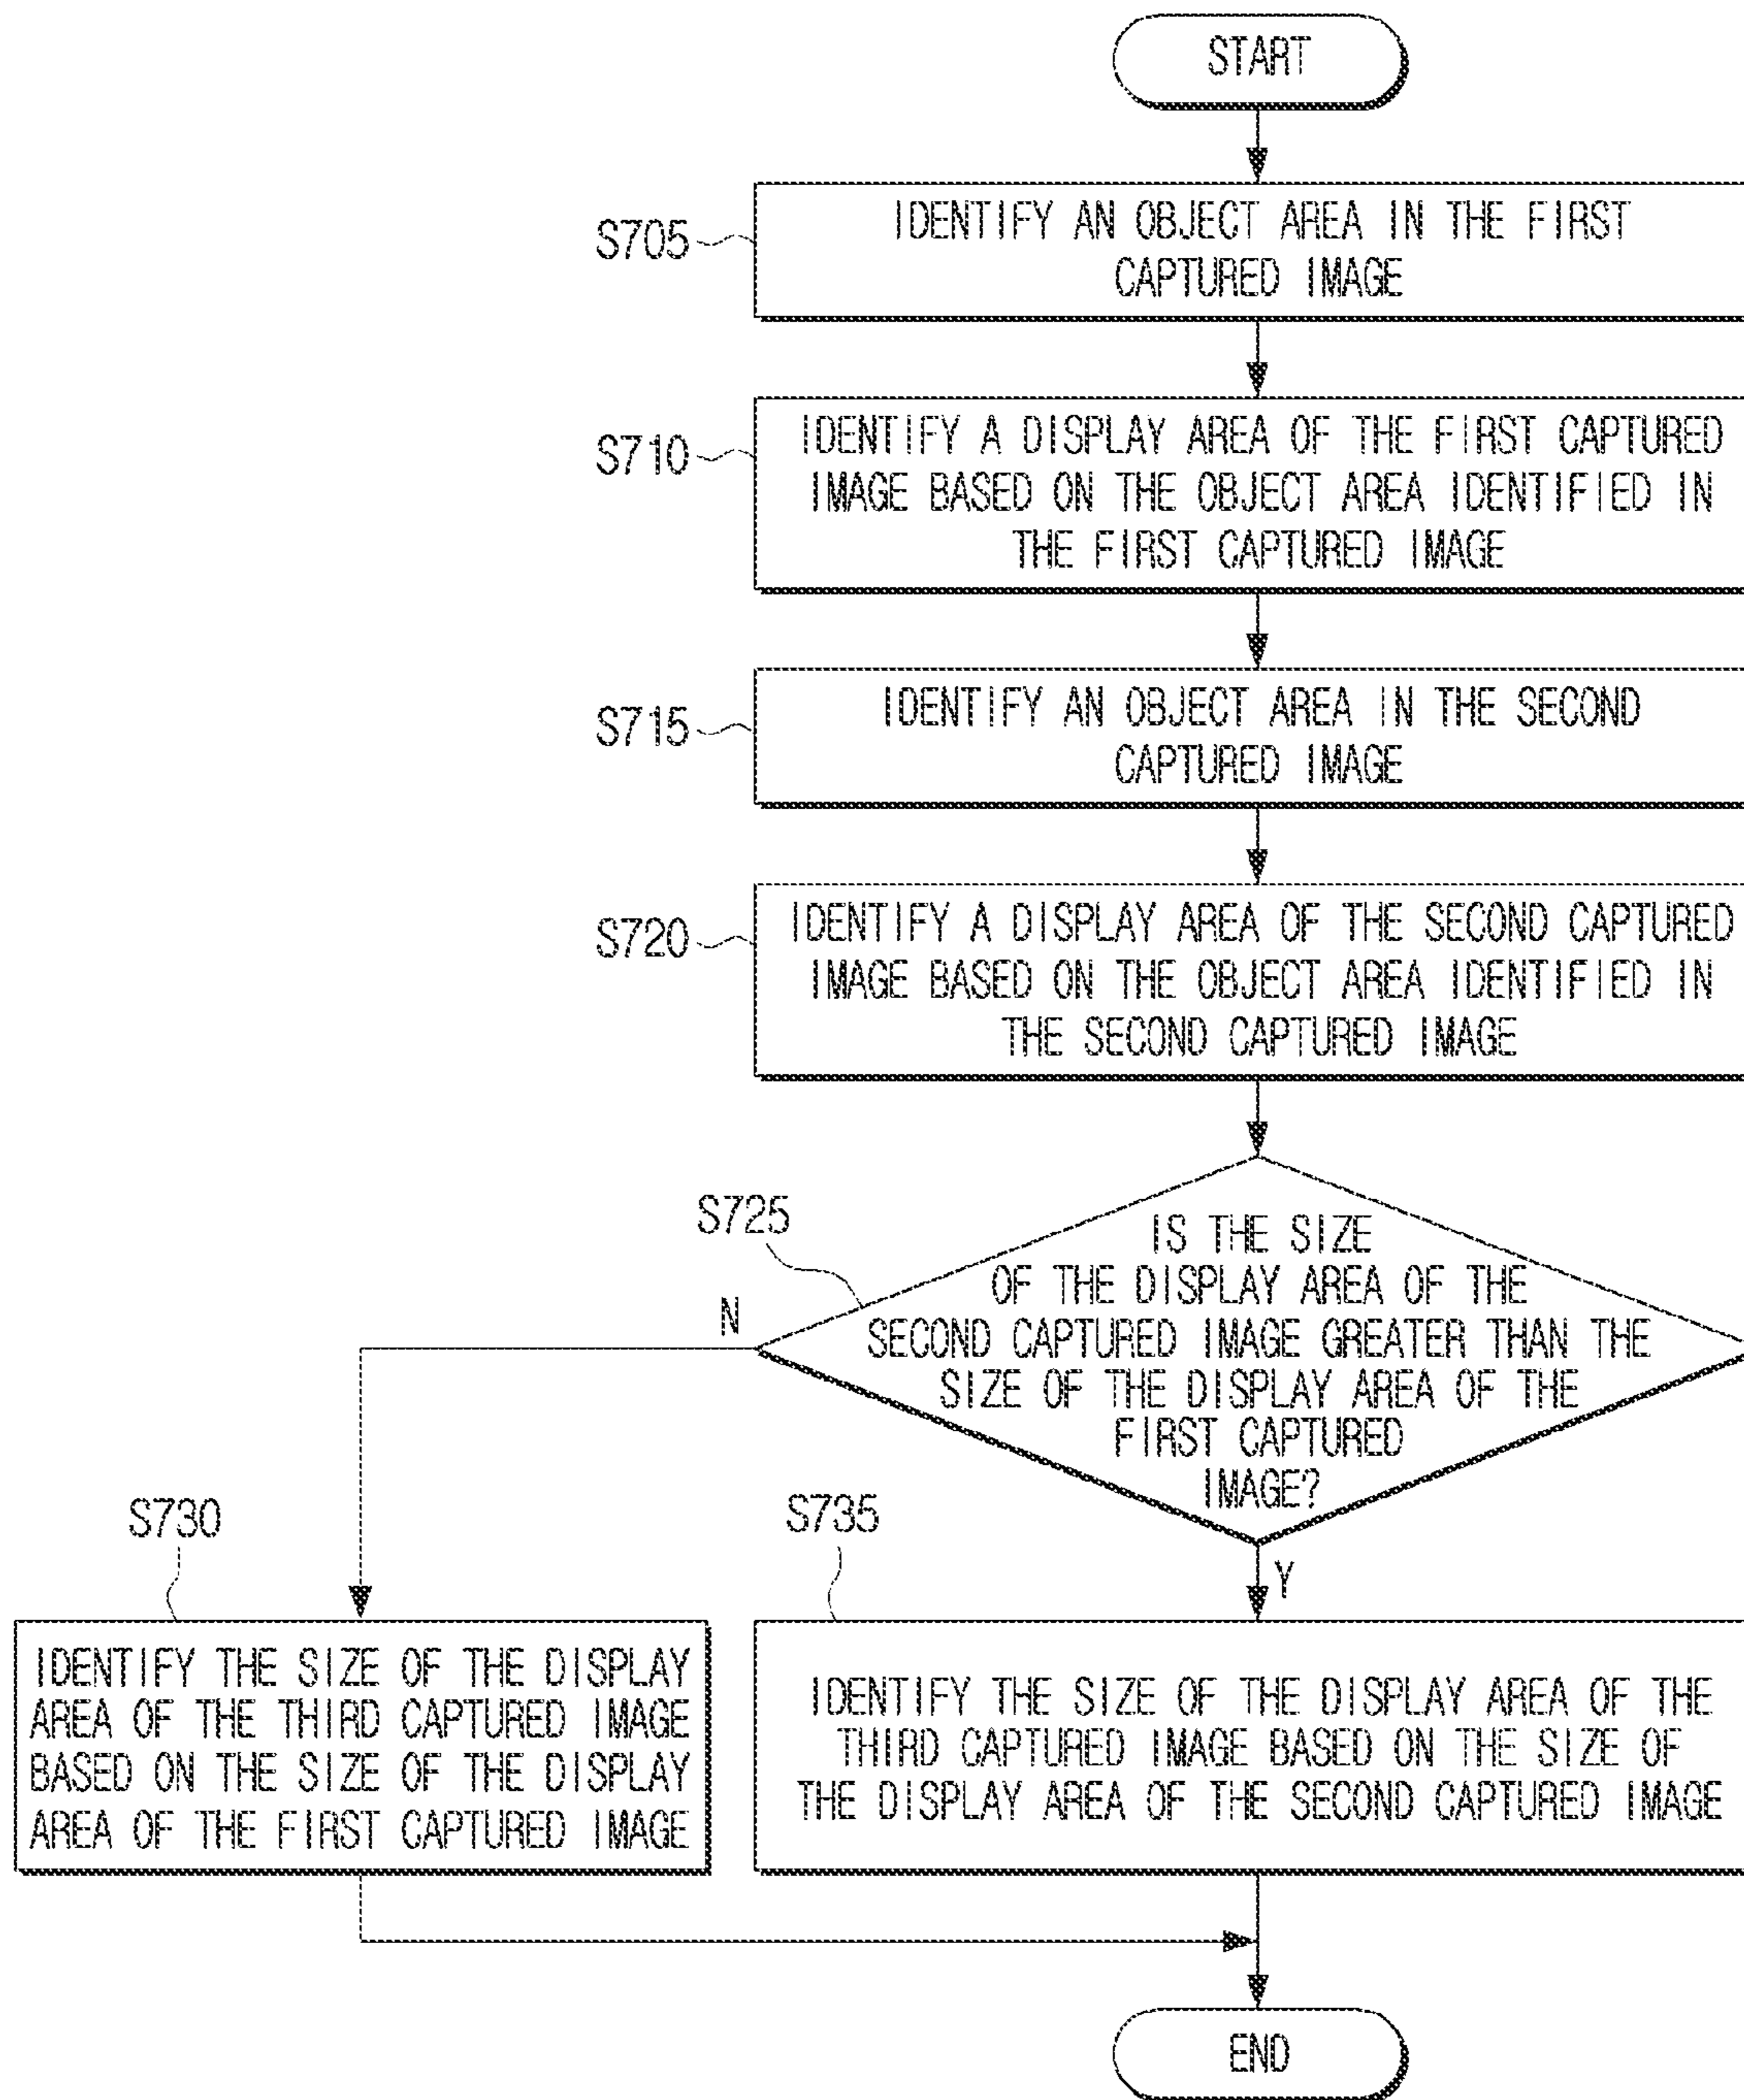 START
S705
IDENTIFY AN OBJECT AREA IN THE FIRST
CAPTURED IMAGE
S710
IDENTIFY A DISPLAY AREA OF THE FIRST CAPTURED
IMAGE BASED ON THE OBJECT AREA IDENTIFIED IN
THE FIRST CAPTURED IMAGE
S715
IDENTIFY AN OBJECT AREA IN THE SECOND
CAPTURED IMAGE
S720
IDENTIFY A DISPLAY AREA OF THE SECOND CAPTURED
IMAGE BASED ON THE OBJECT AREA IDENTIFIED IN
THE SECOND CAPTURED IMAGE
S725
IS THE SIZE
OF THE DISPLAY AREA OF THE
SECOND CAPTURED IMAGE GREATER THAN THE
SIZE OF THE DISPLAY AREA OF THE
FIRST CAPTURED
IMAGE?
N
Y
S730
IDENTIFY THE SIZE OF THE DISPLAY
AREA OF THE THIRD CAPTURED IMAGE
BASED ON THE SIZE OF THE DISPLAY
AREA OF THE FIRST CAPTURED IMAGE
S735
IDENTIFY THE SIZE OF THE DISPLAY AREA OF THE
THIRD CAPTURED IMAGE BASED ON THE SIZE OF
THE DISPLAY AREA OF THE SECOND CAPTURED IMAGE
END